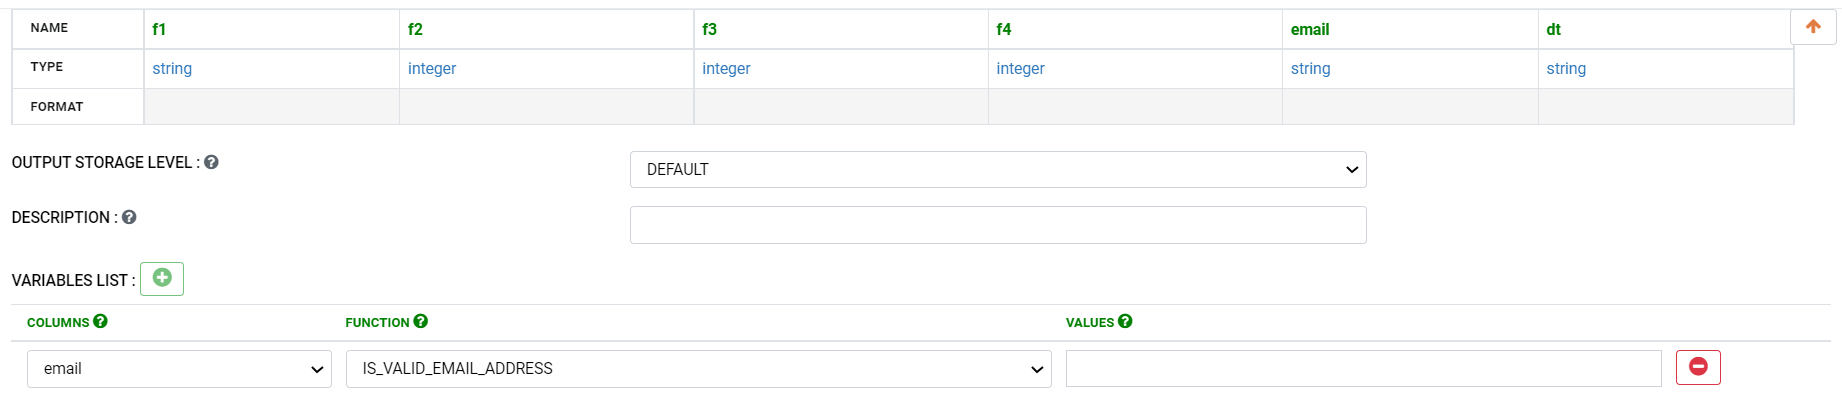 NAME f1 f2 f3 f4 email dt
TYPE string integer integer integer string string
FORMAT
OUTPUT STORAGE LEVEL :
DEFAULT
DESCRIPTION :
VARIABLES LIST :
COLUMNS FUNCTION VALUES
email IS_VALID_EMAIL_ADDRESS